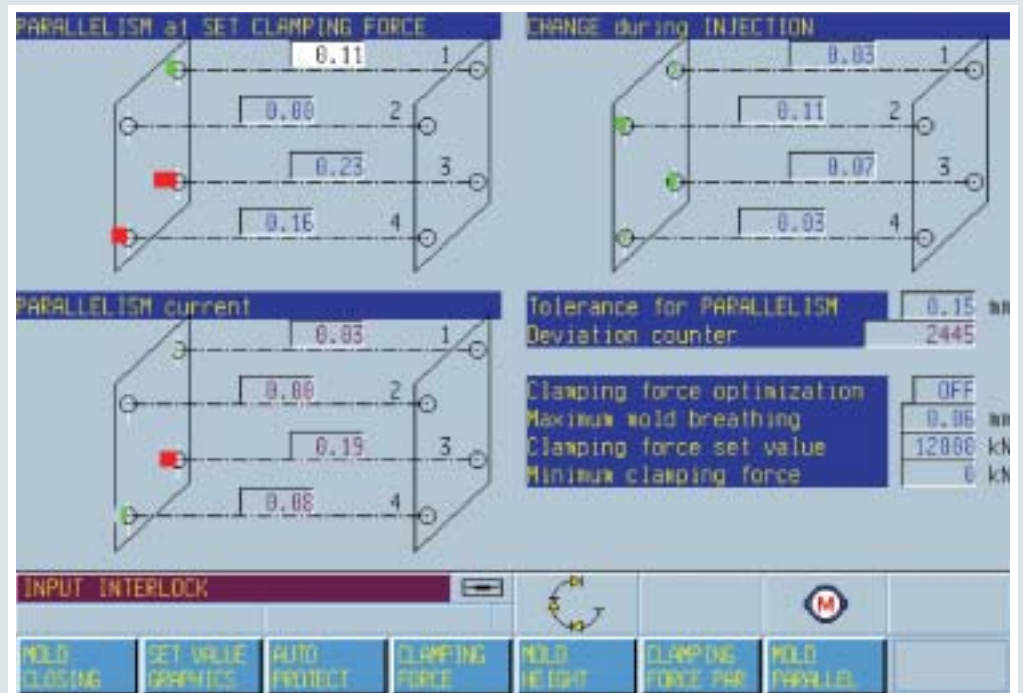 PARALLELISM at SET CLAMPING FORCE
0.11 1
0.00 2
0.23 3
0.16 4
CHANGE during INJECTION
0.03 1
0.11 2
0.07 3
0.03 4
PARALLELISM current
0.03 1
0.00 2
0.19 3
0.08 4
Tolerance for PARALLELISM 0.15 mm
Deviation counter 2445
Clamping force optimization OFF
Maximum mold breathing 0.06 mm
Clamping force set value kN
Minimum clamping force 0 kN
INPUT INTERLOCK
M
MOLD CLOSING
SET VALUE GRAPHICS
AUTO PROTECT
CLAMPING FORCE
MOLD HEIGHT
CLAMPING FORCE PAR
MOLD PARALLEL